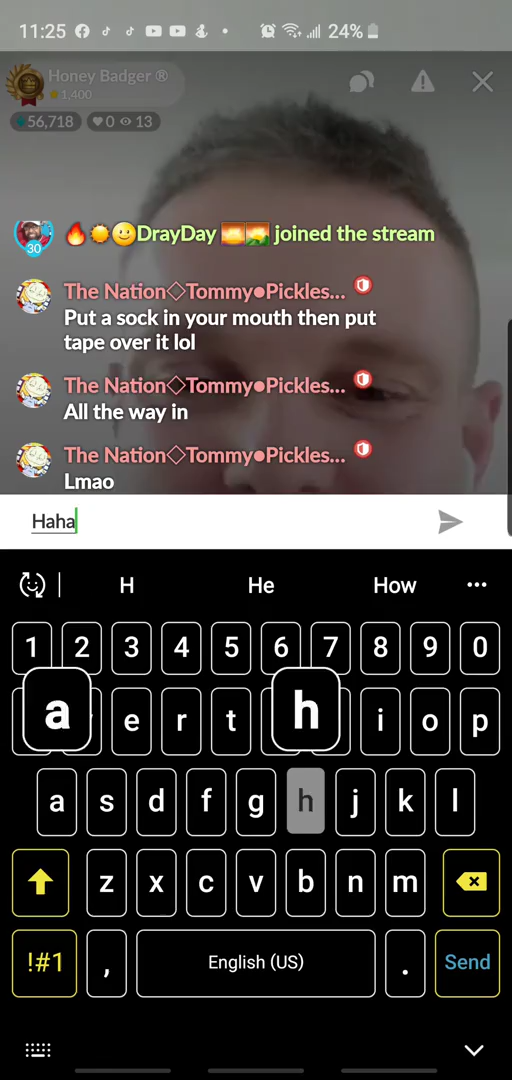 11:25
24%
Honey Badger ®
1,400
56,718 0 13
30
DrayDay joined the stream
The Nation◇Tommy●Pickles...
Put a sock in your mouth then put
tape over it lol
The Nation◇Tommy●Pickles...
All the way in
The Nation◇Tommy●Pickles...
Lmao
Haha
H He How ...
1 2 3 4 5 6 7 8 9 0
a h
e r t i o p
a s d f g h j k l
z x c v b n m
!#1 , English (US) . Send